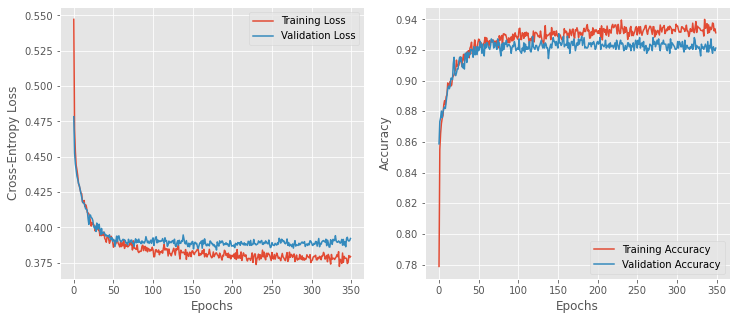 0.550
0.525
0.500
0.475
0.450
0.425
0.400
0.375
Cross-Entropy Loss
Training Loss
Validation Loss
0 50 100 150 200 250 300 350
Epochs
0.94
0.92
0.90
0.88
0.86
0.84
0.82
0.80
0.78
Accuracy
Training Accuracy
Validation Accuracy
0 50 100 150 200 250 300 350
Epochs